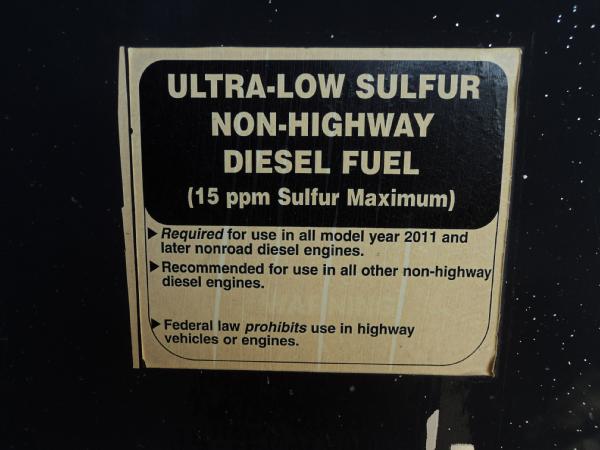 ULTRA-LOW SULFUR
NON-HIGHWAY
DIESEL FUEL
(15 ppm Sulfur Maximum)
▶ Required for use in all model year 2011 and
later nonroad diesel engines.
▶ Recommended for use in all other non-highway
diesel engines.
WARNING
▶ Federal law prohibits use in highway
vehicles or engines.